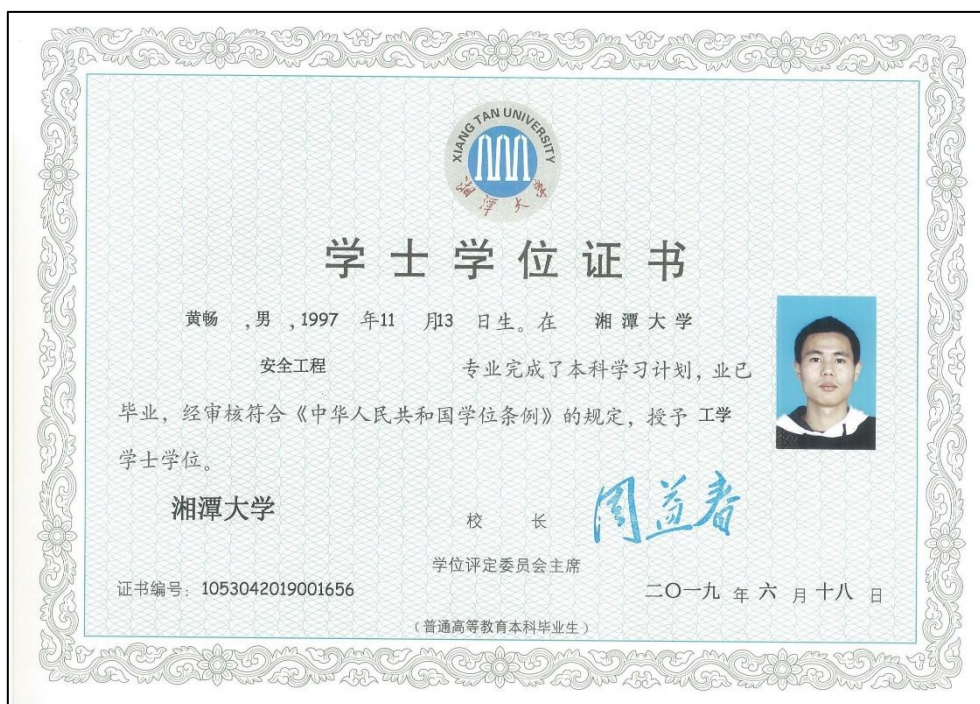 XIANG TAN UNIVERSITY
湘潭大学
学士学位证书
黄畅 ,男 ,1997 年11 月13 日生。在 湘潭大学
安全工程 专业完成了本科学习计划，业已
毕业，经审核符合《中华人民共和国学位条例》的规定，授予 工学
学士学位。
湘潭大学
校 长 周益春
学位评定委员会主席
证书编号：1053042019001656
二〇一九 年 六 月 十八 日
（普通高等教育本科毕业生）